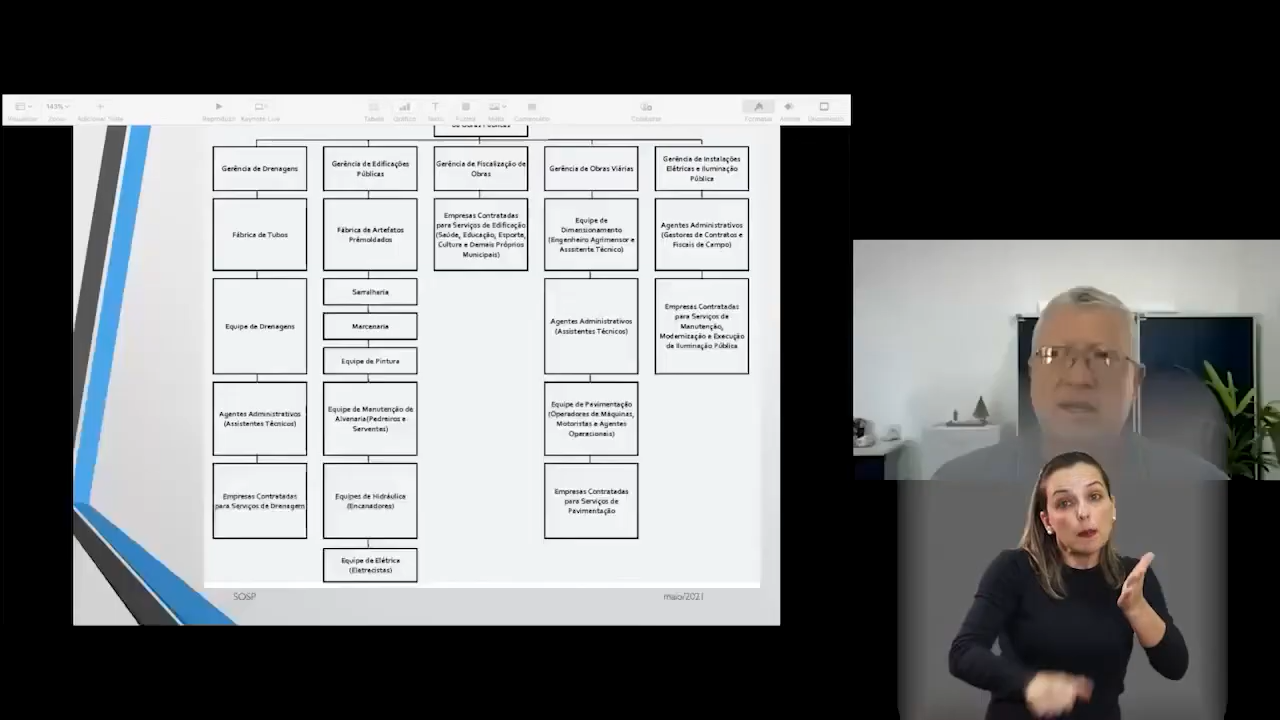 143%
Gerência de Drenagens
Gerência de Edificações
Públicas
Gerência de Fiscalização de
Obras
Gerência de Obras Viárias
Gerência de Instalações
Elétricas e Iluminação
Pública
Fábrica de Tubos
Fábrica de Artefatos
Prémoldados
Empresas Contratadas
para Serviços de Edificação
(Saúde, Educação, Esporte,
Cultura e Demais Próprios
Municipais)
Equipe de
Dimensionamento
(Engenheiro Agrimensor e
Asssitente Técnico)
Agentes Administrativos
(Gestores de Contratos e
Fiscais de Campo)
Equipe de Drenagens
Serralheria
Marcenaria
Equipe de Pintura
Agentes Administrativos
(Assistentes Técnicos)
Empresas Contratadas
para Serviços de
Manutenção,
Modernização e Execução
de Iluminação Pública
Agentes Administrativos
(Assistentes Técnicos)
Equipe de Manutenção de
Alvenaria(Pedreiros e
Serventes)
Equipe de Pavimentação
(Operadores de Máquinas,
Motoristas e Agentes
Operacionais)
Empresas Contratadas
para Serviços de Drenagem
Equipes de Hidráulica
(Encanadores)
Empresas Contratadas
para Serviços de
Pavimentação
Equipe de Elétrica
(Eletrecistas)
SOSP
maio/2021